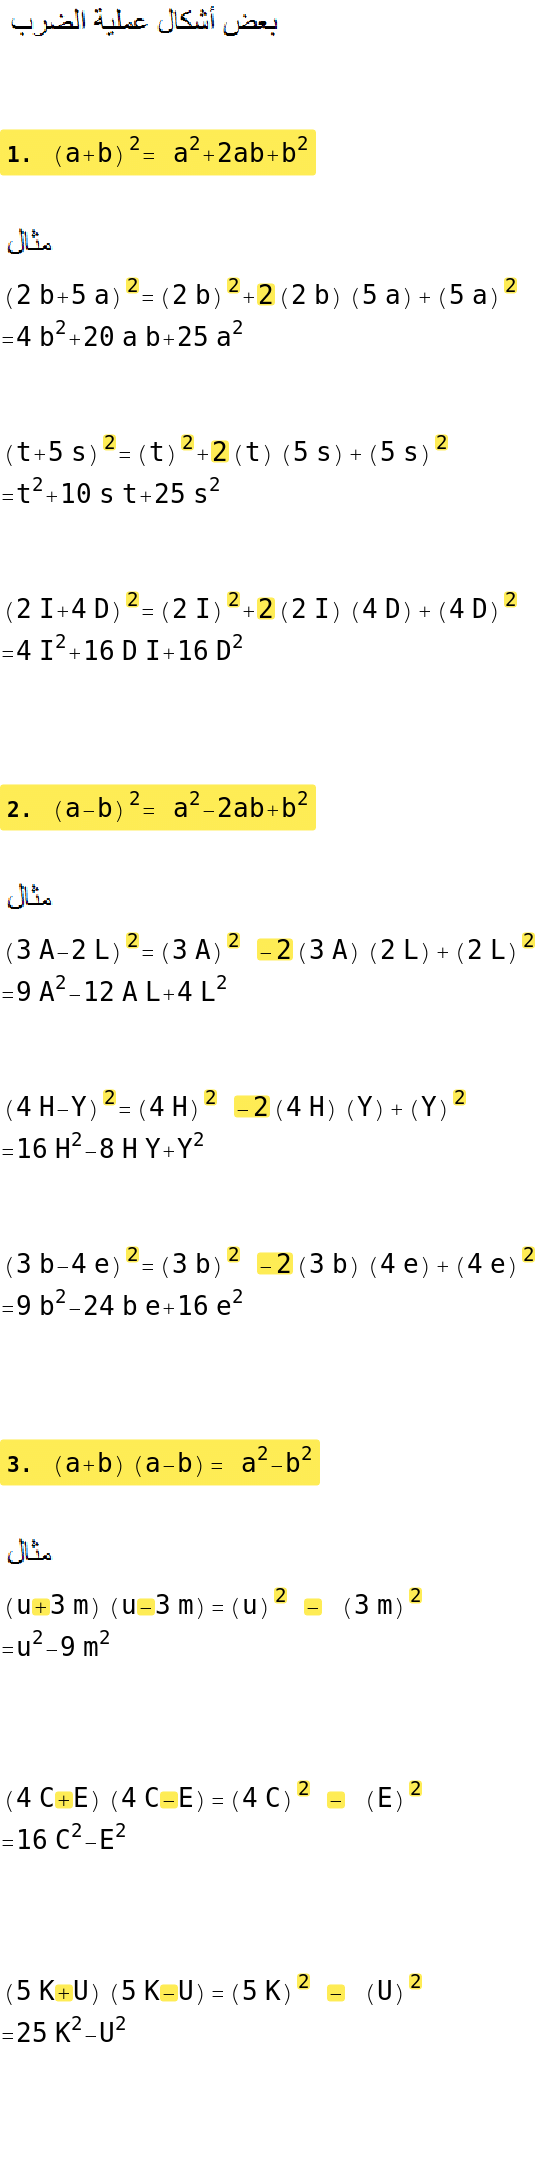 بعض أشكال عملية الضرب
1. (a+b)²= a²+2ab+b²
مثال
(2 b+5 a)²=(2 b)²+2(2 b) (5 a)+(5 a)²
=4 b²+20 a b+25 a²
(t+5 s)²=(t)²+2(t) (5 s)+(5 s)²
=t²+10 s t+25 s²
(2 I+4 D)²=(2 I)²+2(2 I) (4 D)+(4 D)²
=4 I²+16 D I+16 D²
2. (a-b)²= a²-2ab+b²
مثال
(3 A-2 L)²=(3 A)² -2(3 A) (2 L)+(2 L)²
=9 A²-12 A L+4 L²
(4 H-Y)²=(4 H)² -2(4 H) (Y)+(Y)²
=16 H²-8 H Y+Y²
(3 b-4 e)²=(3 b)² -2(3 b) (4 e)+(4 e)²
=9 b²-24 b e+16 e²
3. (a+b)(a-b)= a²-b²
مثال
(u+3 m) (u-3 m)=(u)² - (3 m)²
=u²-9 m²
(4 C+E) (4 C-E)=(4 C)² - (E)²
=16 C²-E²
(5 K+U) (5 K-U)=(5 K)² - (U)²
=25 K²-U²